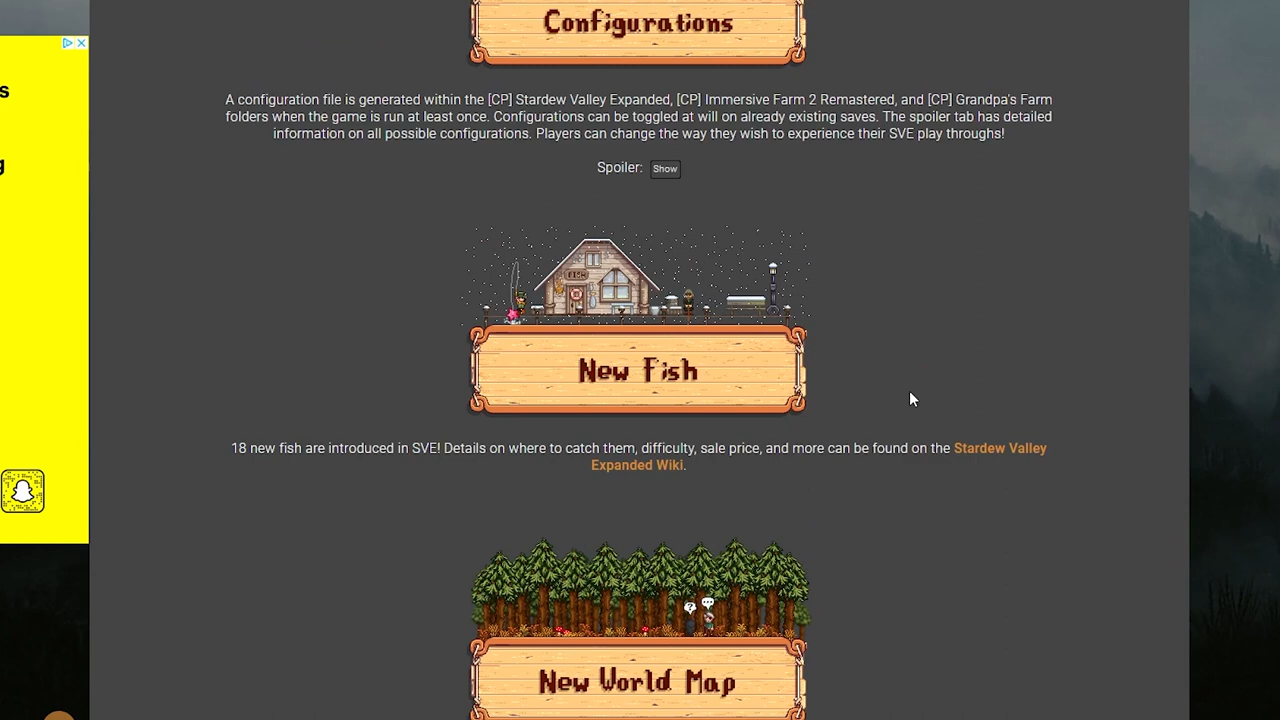 Configurations
s
g
A configuration file is generated within the [CP] Stardew Valley Expanded, [CP] Immersive Farm 2 Remastered, and [CP] Grandpa's Farm
folders when the game is run at least once. Configurations can be toggled at will on already existing saves. The spoiler tab has detailed
information on all possible configurations. Players can change the way they wish to experience their SVE play throughs!
Spoiler: Show
FISH
New Fish
18 new fish are introduced in SVE! Details on where to catch them, difficulty, sale price, and more can be found on the Stardew Valley
Expanded Wiki.
? ...
New World Map